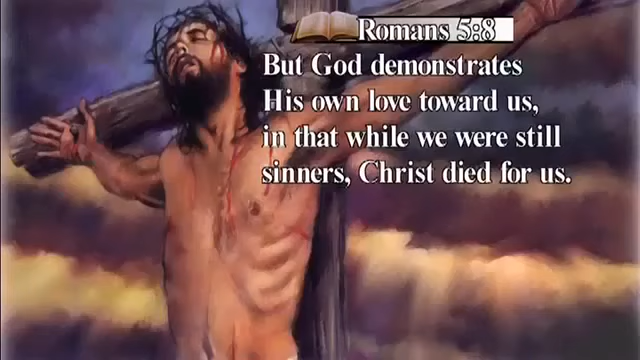 Romans 5:8
But God demonstrates
His own love toward us,
in that while we were still
sinners, Christ died for us.